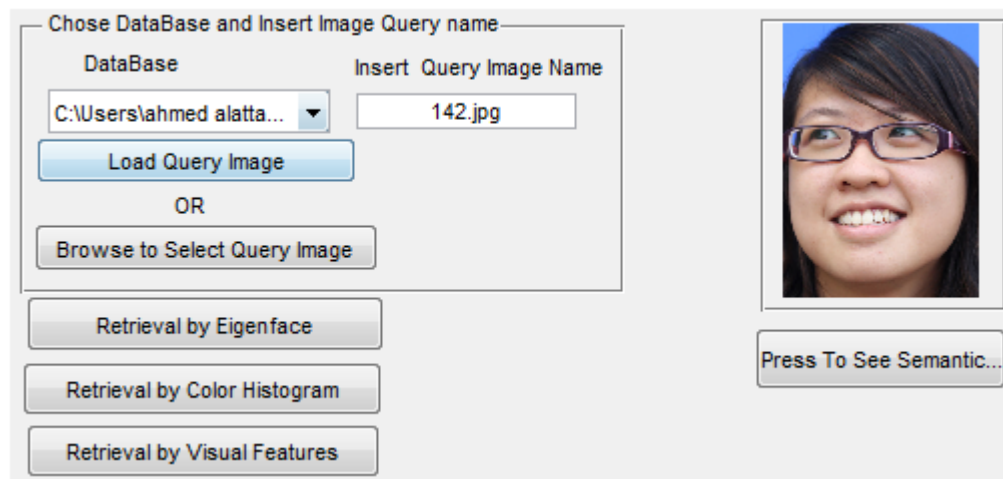 Chose DataBase and Insert Image Query name
DataBase
Insert Query Image Name
C:\Users\ahmed alatta...
142.jpg
Load Query Image
OR
Browse to Select Query Image
Retrieval by Eigenface
Press To See Semantic...
Retrieval by Color Histogram
Retrieval by Visual Features